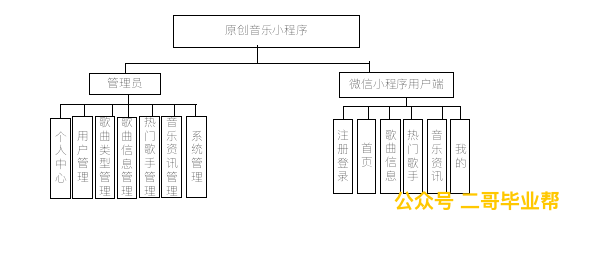 原创音乐小程序
管理员
微信小程序用户端
个人中心
用户管理
歌曲类型管理
歌曲信息管理
热门歌手管理
音乐资讯管理
系统管理
注册登录
首页
歌曲信息
热门歌手
音乐资讯
我的
公众号 二哥毕业帮